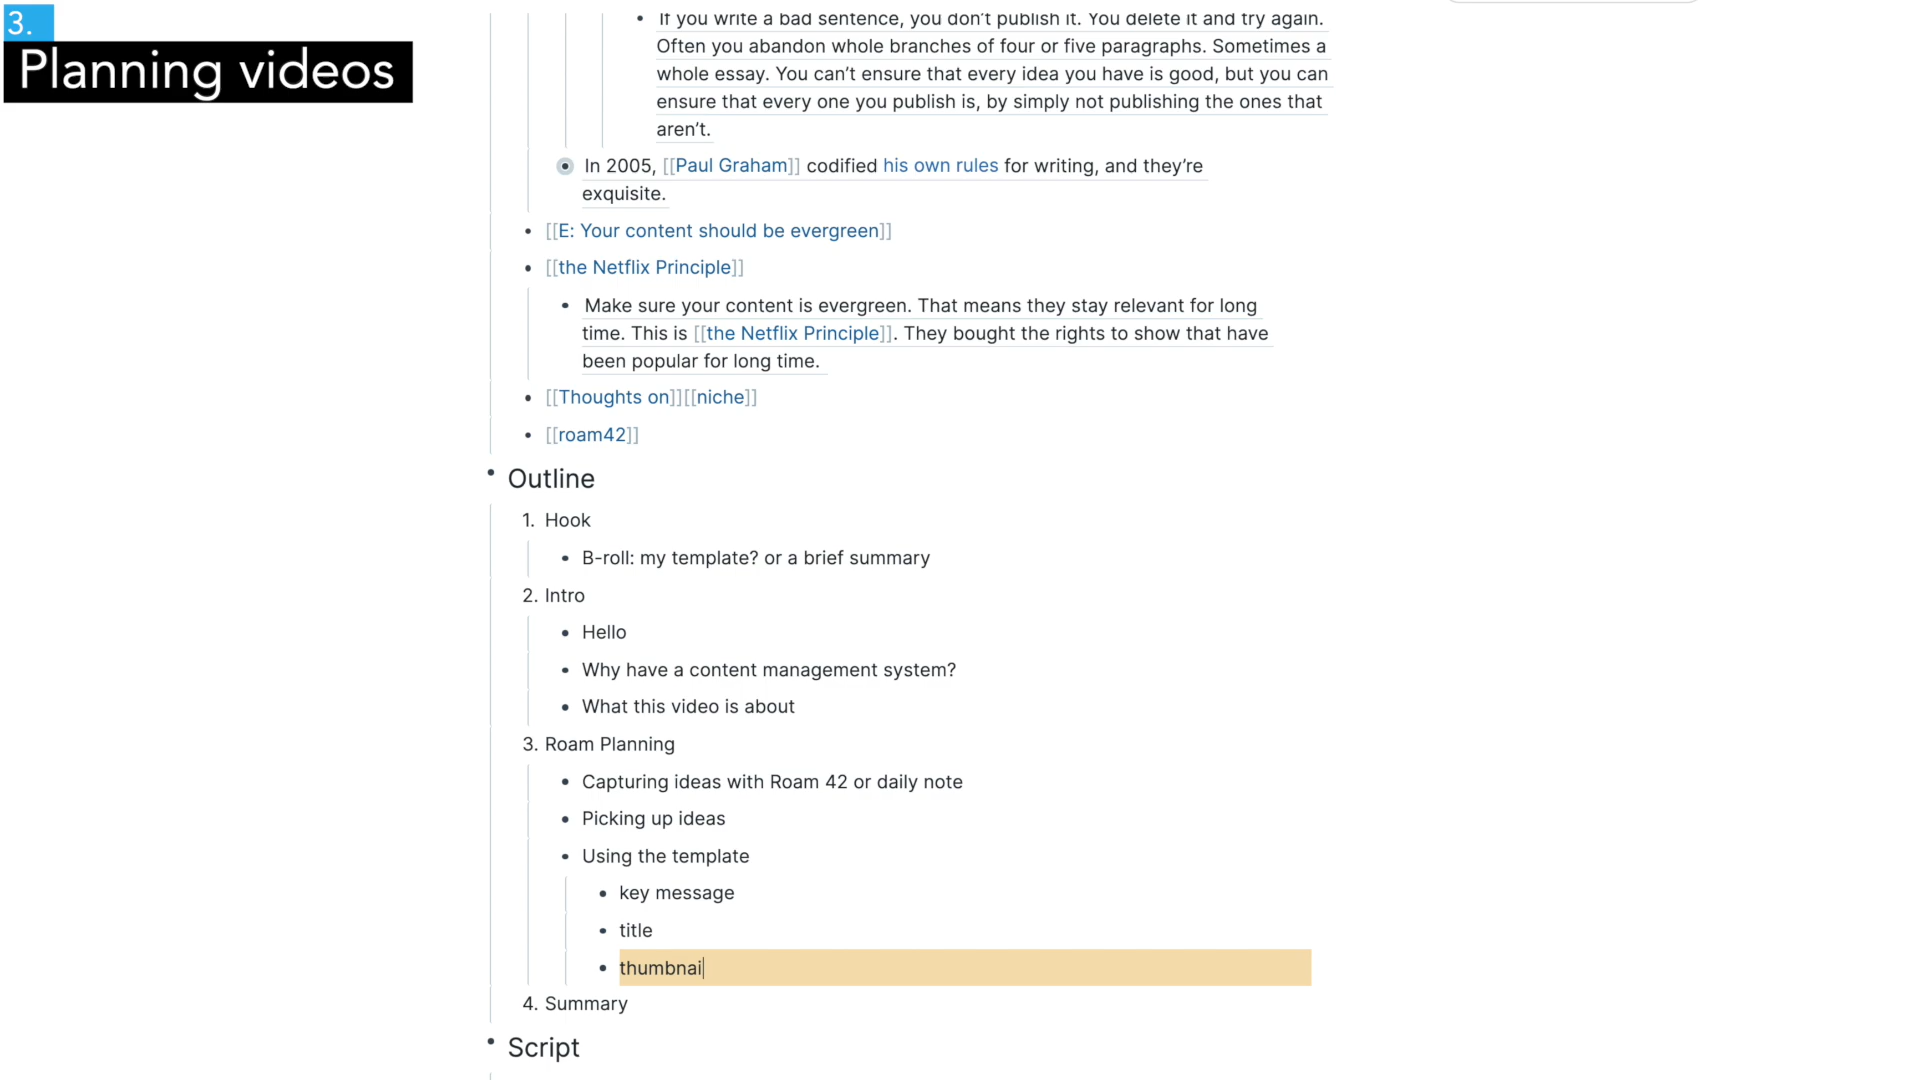 3.
Planning videos
If you write a bad sentence, you don't publish it. You delete it and try again.
Often you abandon whole branches of four or five paragraphs. Sometimes a
whole essay. You can't ensure that every idea you have is good, but you can
ensure that every one you publish is, by simply not publishing the ones that
aren't.
In 2005, [[Paul Graham]] codified his own rules for writing, and they're
exquisite.
[[E: Your content should be evergreen]]
[[the Netflix Principle]]
Make sure your content is evergreen. That means they stay relevant for long
time. This is [[the Netflix Principle]]. They bought the rights to show that have
been popular for long time.
[[Thoughts on]][[niche]]
[[roam42]]
Outline
1. Hook
B-roll: my template? or a brief summary
2. Intro
Hello
Why have a content management system?
What this video is about
3. Roam Planning
Capturing ideas with Roam 42 or daily note
Picking up ideas
Using the template
key message
title
thumbnai
4. Summary
Script